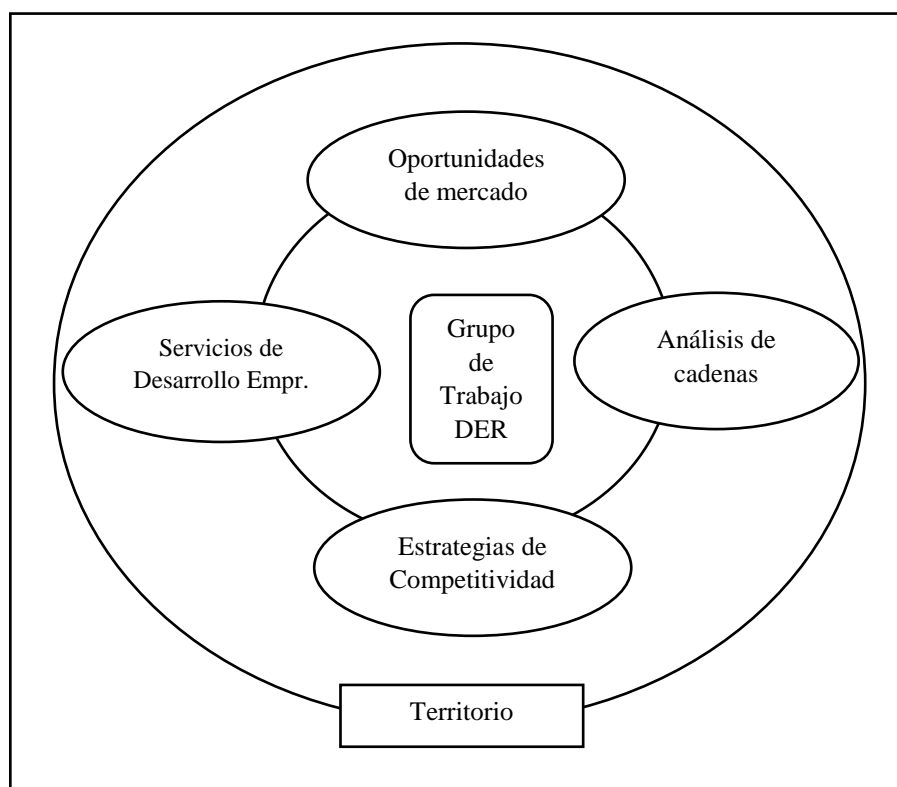 Oportunidades
de mercado
Servicios de
Desarrollo Empr.
Grupo
de
Trabajo
DER
Análisis de
cadenas
Estrategias de
Competitividad
Territorio